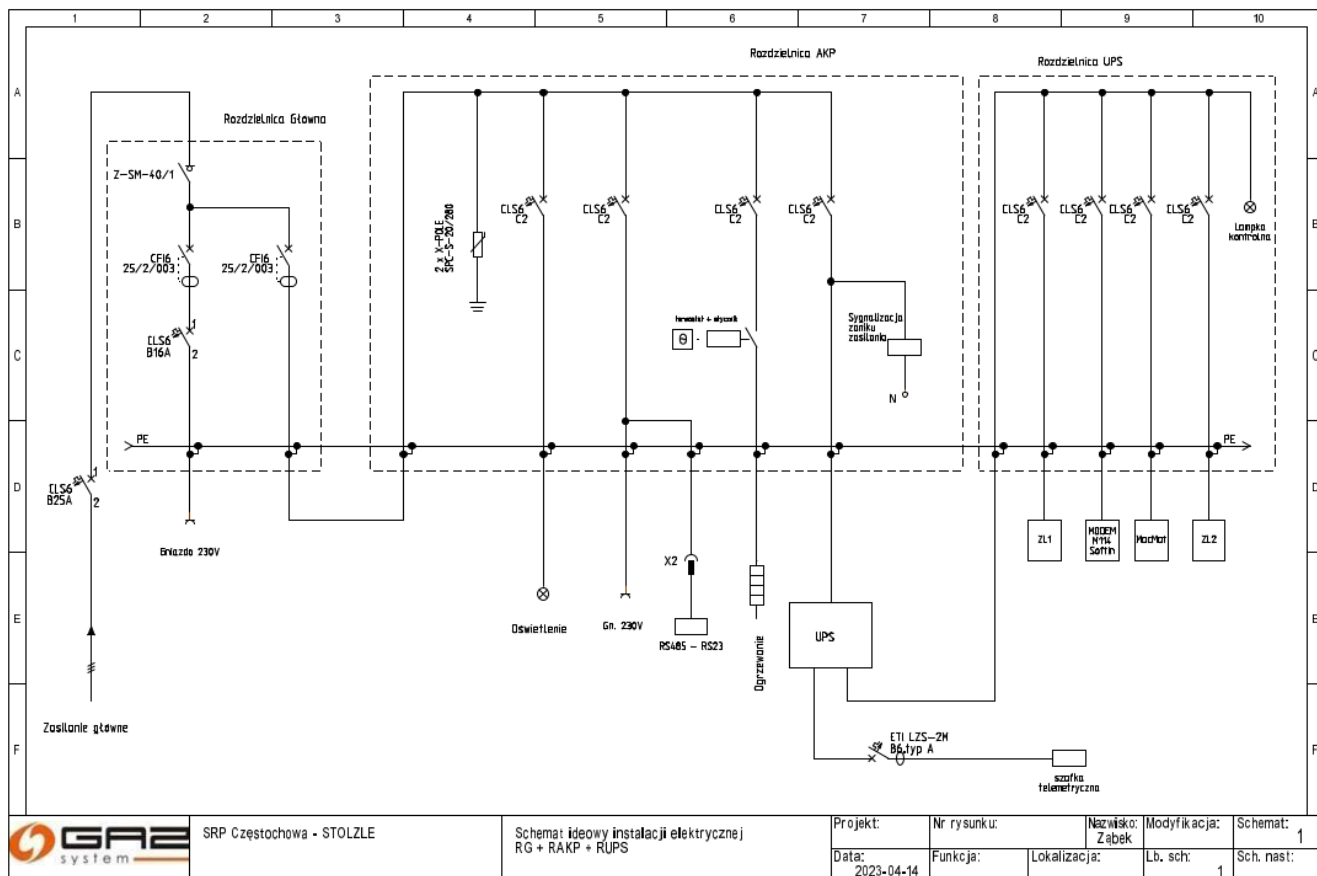 1 2 3 4 5 6 7 8 9 10
Rozdzielnica AKP
Rozdzielnica UPS
A
A
Rozdzielnica Główna
Z-SM-40/1
B
B
CLS6
C2
CLS6
C2
CLS6
C2
CLS6
C2
CLS6
C2
CLS6
C2
CLS6
C2
CLS6
C2
2 x X-POLE
SPC-S-20/280
Lampka
kontrolna
CFI6
25/2/003
CFI6
25/2/003
termostat + stycznik
Θ
Sygnalizacja
zaniku
zasilania
1
CLS6
B16A
2
C
C
N
PE
PE
D
D
1
CLS6
B25A
2
Gniazdo 230V
ZL1
MODEM
M114
Softin
MacMat
ZL2
X2
E
E
Oświetlenie
Gn. 230V
RS485 - RS23
Ogrzewanie
UPS
Zasilanie główne
F
F
ETI LZS-2M
B6 typ A
szafka
telemetryczna
GAZ
system
SRP Częstochowa - STOLZLE
Schemat ideowy instalacji elektrycznej
RG + RAKP + RUPS
Projekt:
Nr rysunku:
Nazwisko:
Ząbek
Modyfikacja:
Schemat:
1
Data:
2023-04-14
Funkcja:
Lokalizacja:
Lb. sch:
1
Sch. nast: